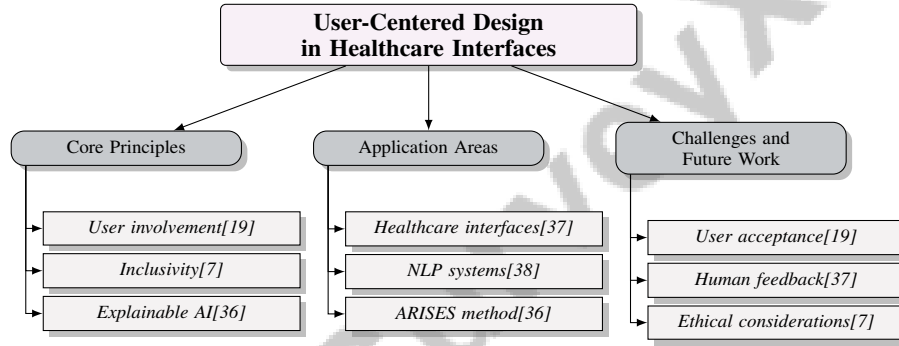 User-Centered Design
in Healthcare Interfaces
Core Principles
User involvement[19]
Inclusivity[7]
Explainable AI[36]
Application Areas
Healthcare interfaces[37]
NLP systems[38]
ARISES method[36]
Challenges and
Future Work
User acceptance[19]
Human feedback[37]
Ethical considerations[7]